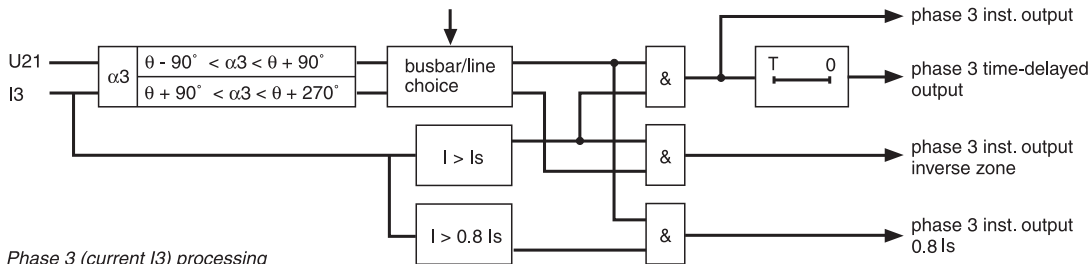 phase 3 inst. output
U21
α3
θ - 90° < α3 < θ + 90°
θ + 90° < α3 < θ + 270°
busbar/line
choice
&
T 0
phase 3 time-delayed
output
I3
I > Is
&
phase 3 inst. output
inverse zone
I > 0.8 Is
&
phase 3 inst. output
0.8 Is
Phase 3 (current I3) processing